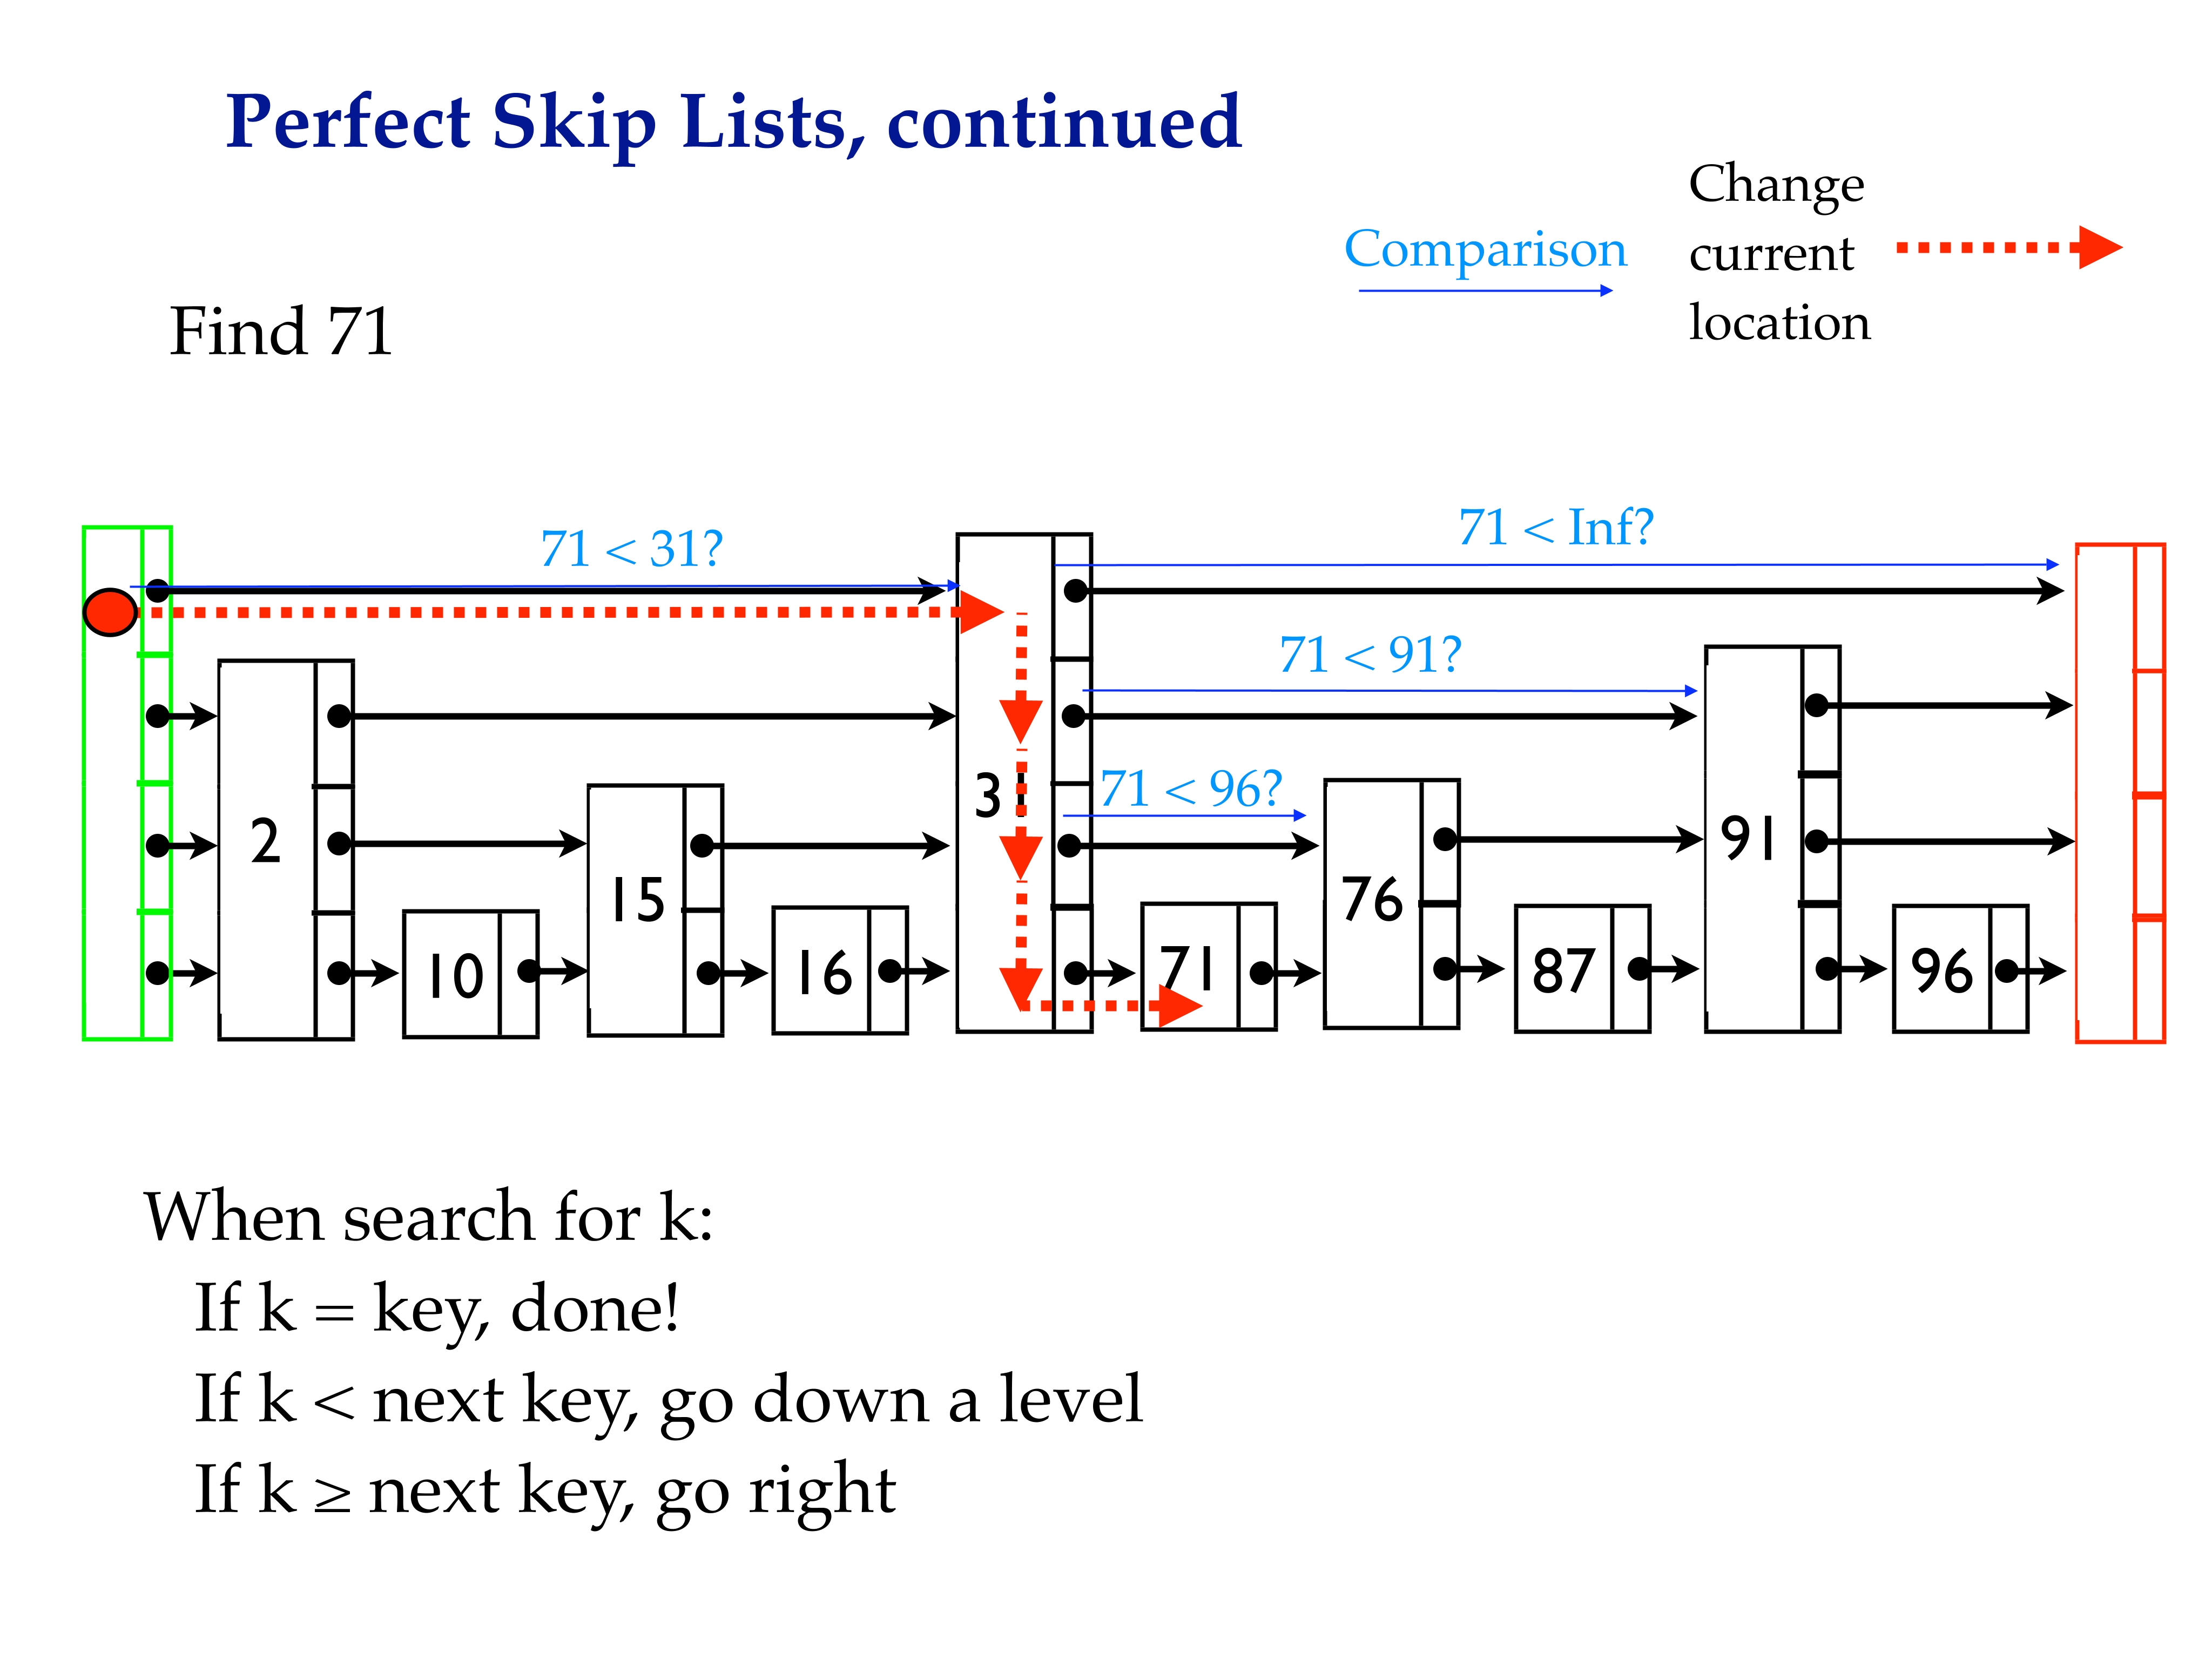 Perfect Skip Lists, continued
Comparison
Change
current
location
Find 71
71 < 31?
71 < Inf?
71 < 91?
71 < 96?
2
10
15
16
31
71
76
87
91
96
When search for k:
If k = key, done!
If k < next key, go down a level
If k ≥ next key, go right